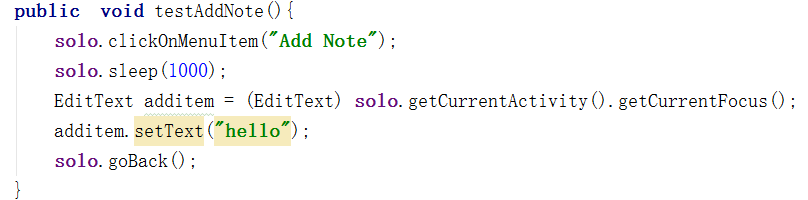 public  void testAddNote(){
    solo.clickOnMenuItem("Add Note");
    solo.sleep(1000);
    EditText additem = (EditText) solo.getCurrentActivity().getCurrentFocus();
    additem.setText("hello");
    solo.goBack();
}